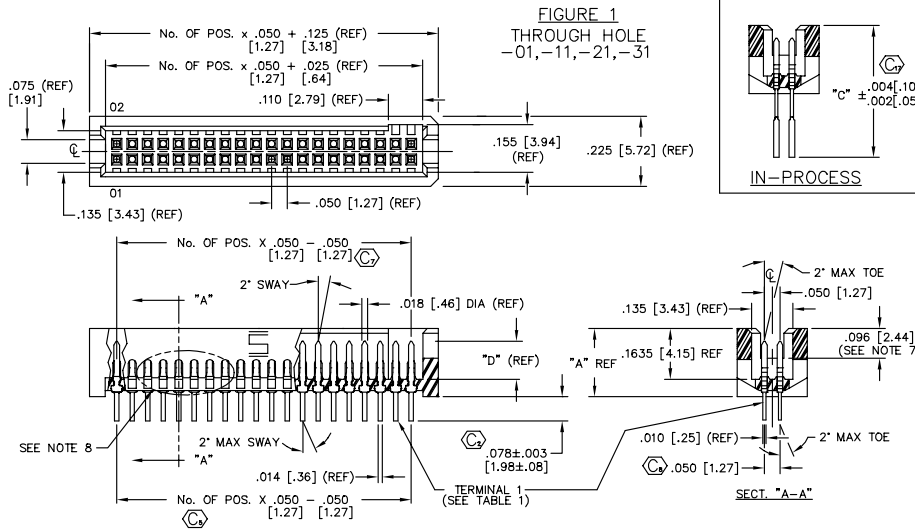 FIGURE 1
THROUGH HOLE
-01,-11,-21,-31
No. OF POS. x .050 + .125 (REF)
[1.27] [3.18]
No. OF POS. x .050 + .025 (REF)
[1.27] [.64]
.075 (REF)
[1.91]
.110 [2.79] (REF)
02
01
℄
.155 [3.94]
(REF)
.225 [5.72] (REF)
.135 [3.43] (REF)
.050 [1.27] (REF)
"C" ± .004[.10
.002[.05
IN-PROCESS
No. OF POS. X .050 - .050
[1.27] [1.27]
C7
2° SWAY
.018 [.46] DIA (REF)
"A"
"D" (REF)
SEE NOTE 8
"A"
2° MAX SWAY
.014 [.36] (REF)
C2
.078±.003
[1.98±.08]
TERMINAL 1
(SEE TABLE 1)
No. OF POS. X .050 - .050
[1.27] [1.27]
℄
2° MAX TOE
.050 [1.27]
.135 [3.43] (REF)
"A" REF
.1635 [4.15] REF
.096 [2.44]
(SEE NOTE 7
.010 [.25] (REF)
2° MAX TOE
.050 [1.27]
SECT. "A-A"